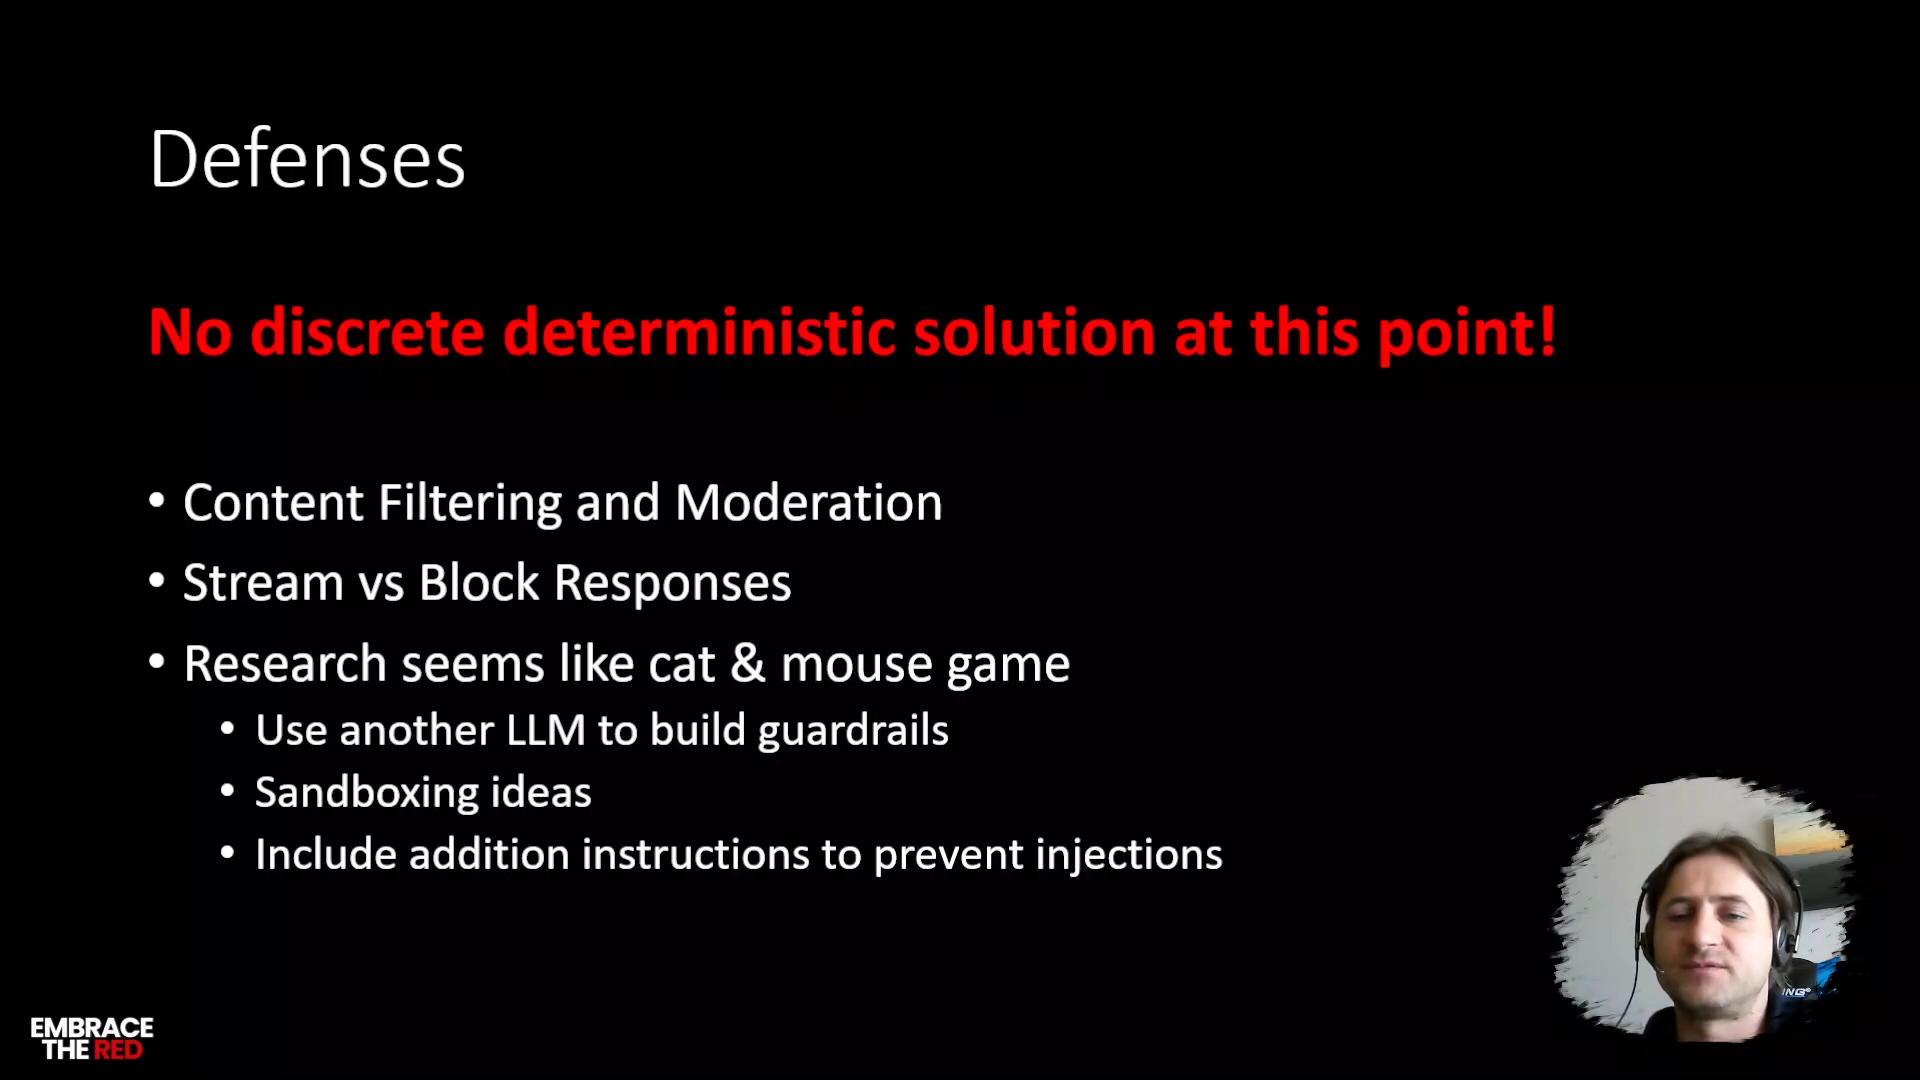 Defenses
No discrete deterministic solution at this point!
• Content Filtering and Moderation
• Stream vs Block Responses
• Research seems like cat & mouse game
• Use another LLM to build guardrails
• Sandboxing ideas
• Include addition instructions to prevent injections
ING
EMBRACE
THE RED